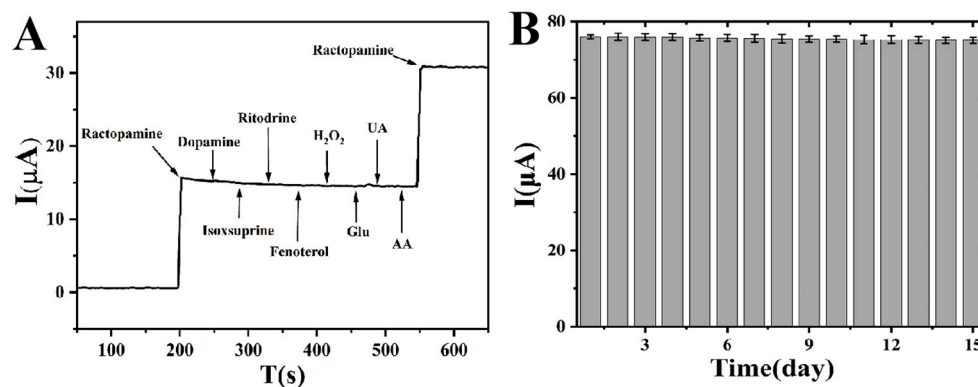 A
I(μA)
30
20
10
0
Ractopamine
Dopamine
Isoxsuprine
Ritodrine
Fenoterol
H₂O₂
Glu
UA
AA
Ractopamine
100 200 300 400 500 600
T(s)
B
I(μA)
80
60
40
20
0
3 6 9 12 15
Time(day)